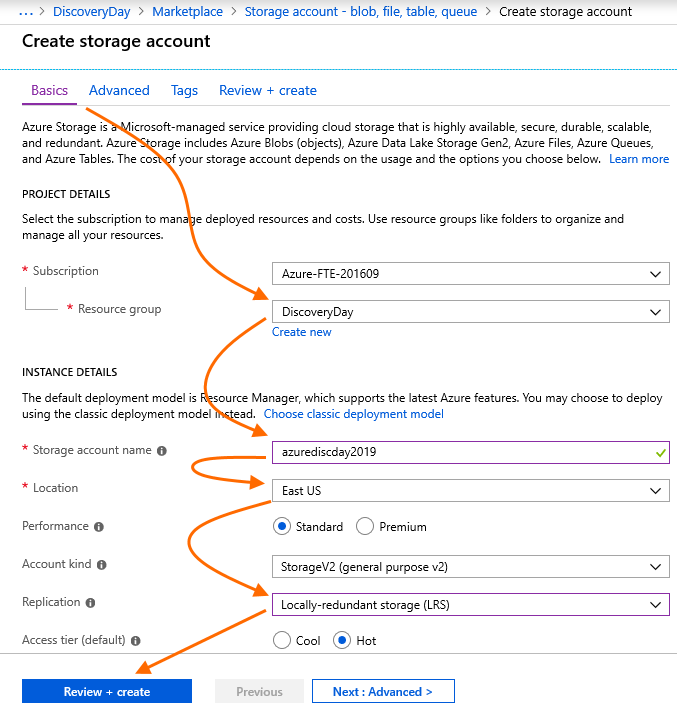 ... > DiscoveryDay > Marketplace > Storage account - blob, file, table, queue > Create storage account
Create storage account
Basics Advanced Tags Review + create
Azure Storage is a Microsoft-managed service providing cloud storage that is highly available, secure, durable, scalable,
and redundant. Azure Storage includes Azure Blobs (objects), Azure Data Lake Storage Gen2, Azure Files, Azure Queues,
and Azure Tables. The cost of your storage account depends on the usage and the options you choose below. Learn more
PROJECT DETAILS
Select the subscription to manage deployed resources and costs. Use resource groups like folders to organize and
manage all your resources.
* Subscription Azure-FTE-201609
* Resource group DiscoveryDay
Create new
INSTANCE DETAILS
The default deployment model is Resource Manager, which supports the latest Azure features. You may choose to deploy
using the classic deployment model instead. Choose classic deployment model
* Storage account name azurediscday2019
* Location East US
Performance Standard Premium
Account kind StorageV2 (general purpose v2)
Replication Locally-redundant storage (LRS)
Access tier (default) Cool Hot
Review + create Previous Next : Advanced >